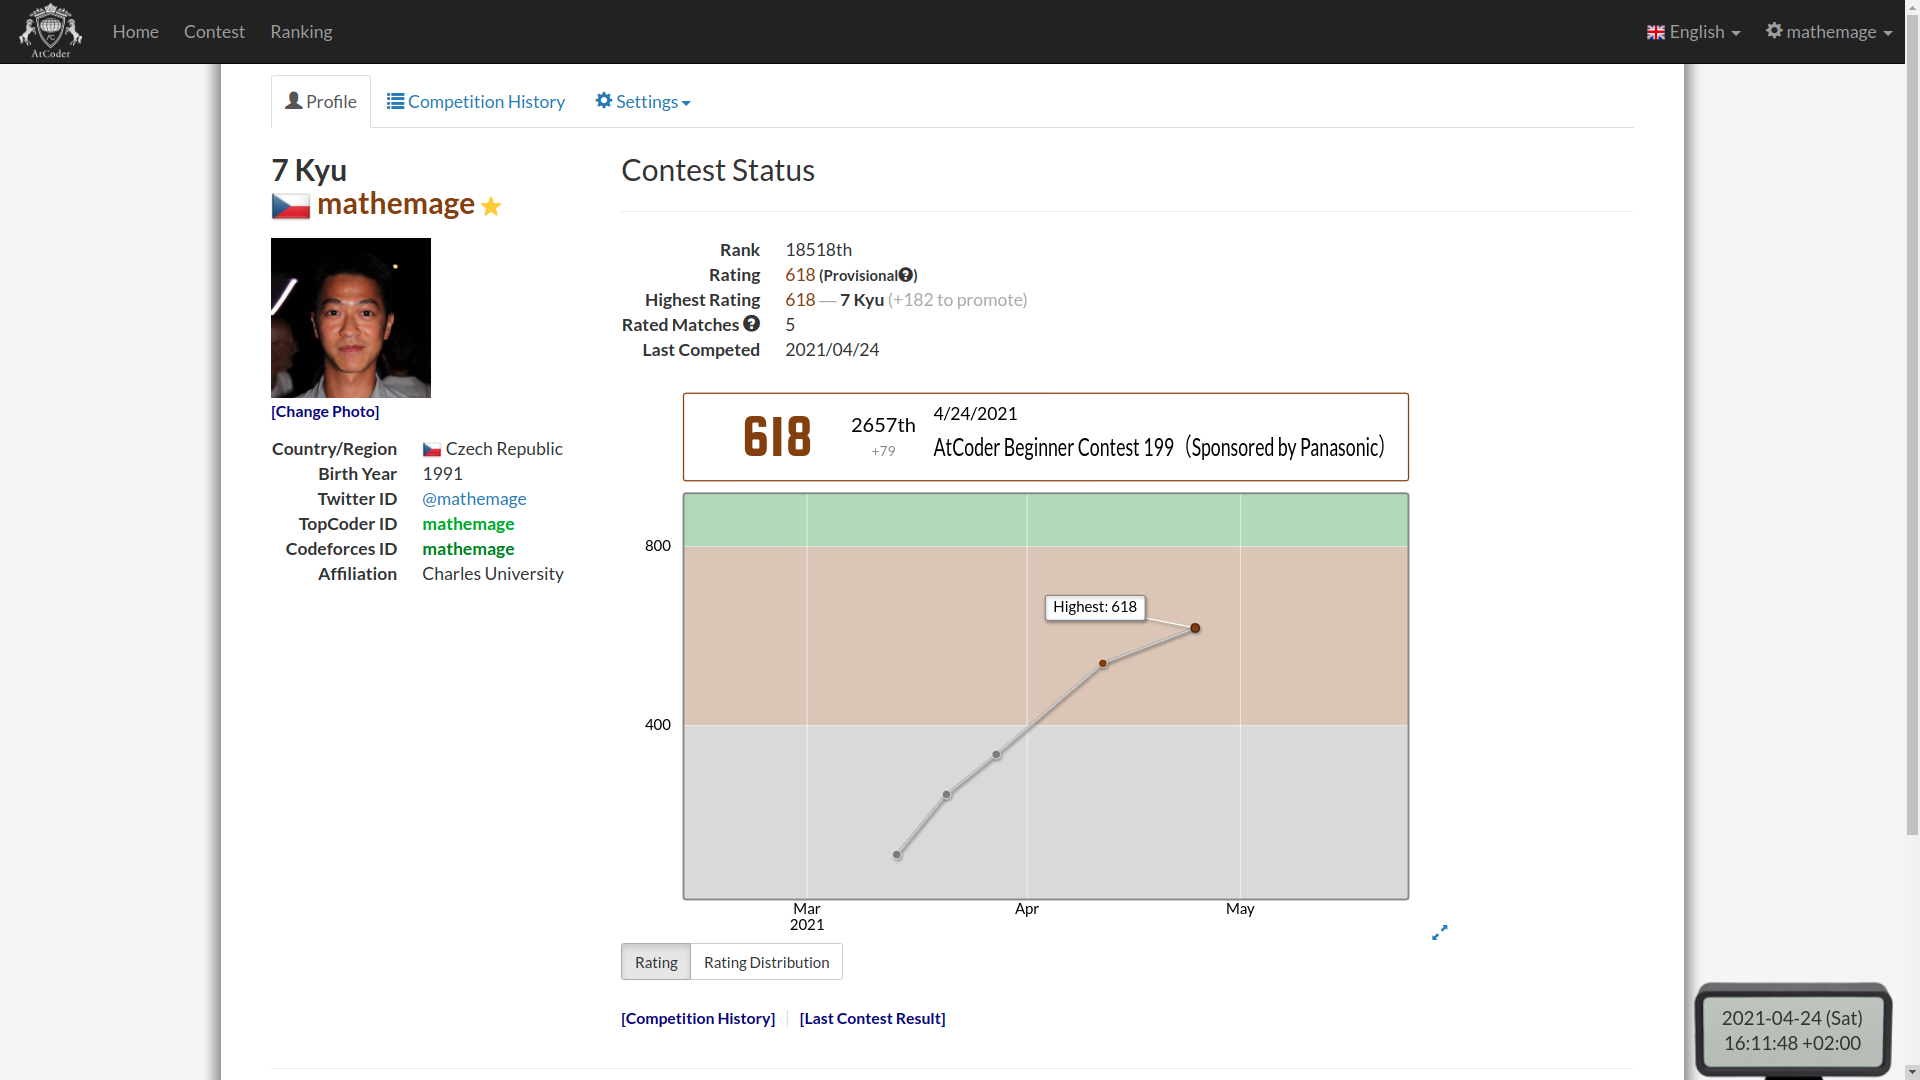 AtCoder
Home
Contest
Ranking
English
mathemage
Profile
Competition History
Settings
7 Kyu
mathemage
[Change Photo]
Country/Region Czech Republic
Birth Year 1991
Twitter ID @mathemage
TopCoder ID mathemage
Codeforces ID mathemage
Affiliation Charles University
Contest Status
Rank 18518th
Rating 618 (Provisional?)
Highest Rating 618 ― 7 Kyu (+182 to promote)
Rated Matches ? 5
Last Competed 2021/04/24
618
2657th
+79
4/24/2021
AtCoder Beginner Contest 199（Sponsored by Panasonic）
800
400
Highest: 618
Mar
2021
Apr
May
Rating
Rating Distribution
[Competition History]
[Last Contest Result]
2021-04-24 (Sat)
16:11:48 +02:00